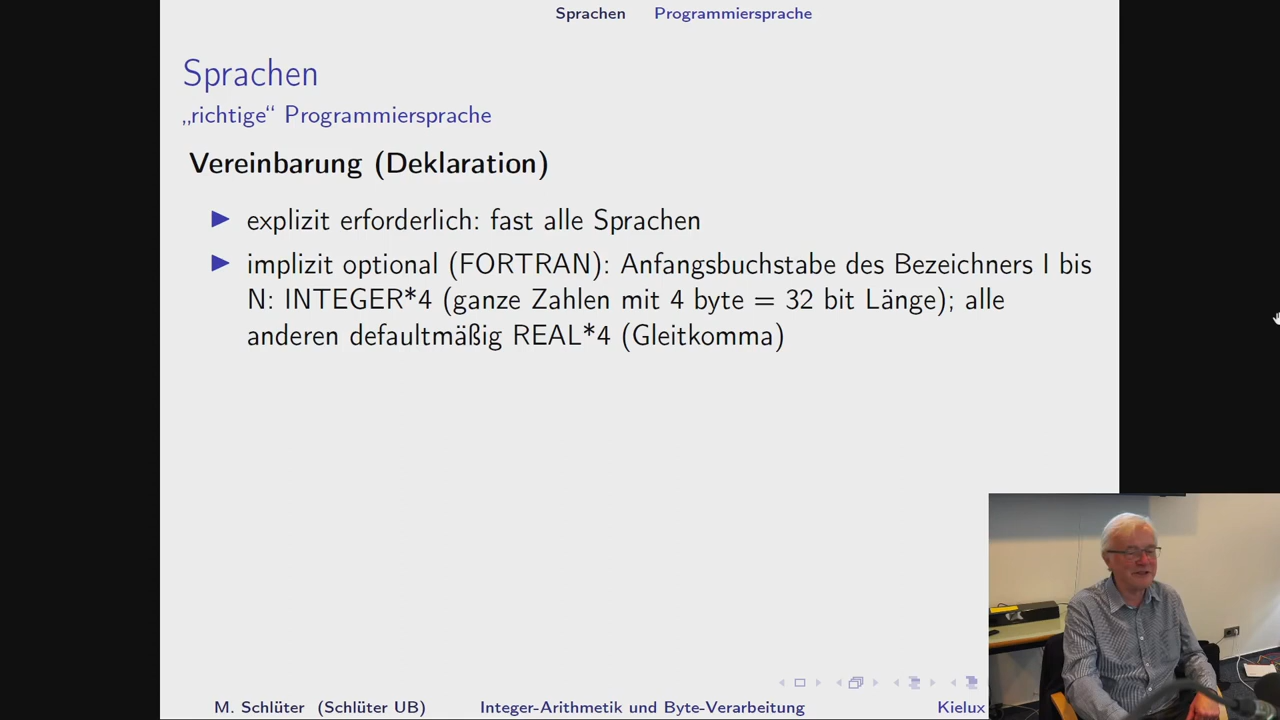 Sprachen Programmiersprache
Sprachen
„richtige“ Programmiersprache
Vereinbarung (Deklaration)
explizit erforderlich: fast alle Sprachen
implizit optional (FORTRAN): Anfangsbuchstabe des Bezeichners I bis
N: INTEGER*4 (ganze Zahlen mit 4 byte = 32 bit Länge); alle
anderen defaultmäßig REAL*4 (Gleitkomma)
M. Schlüter (Schlüter UB) Integer-Arithmetik und Byte-Verarbeitung Kielux